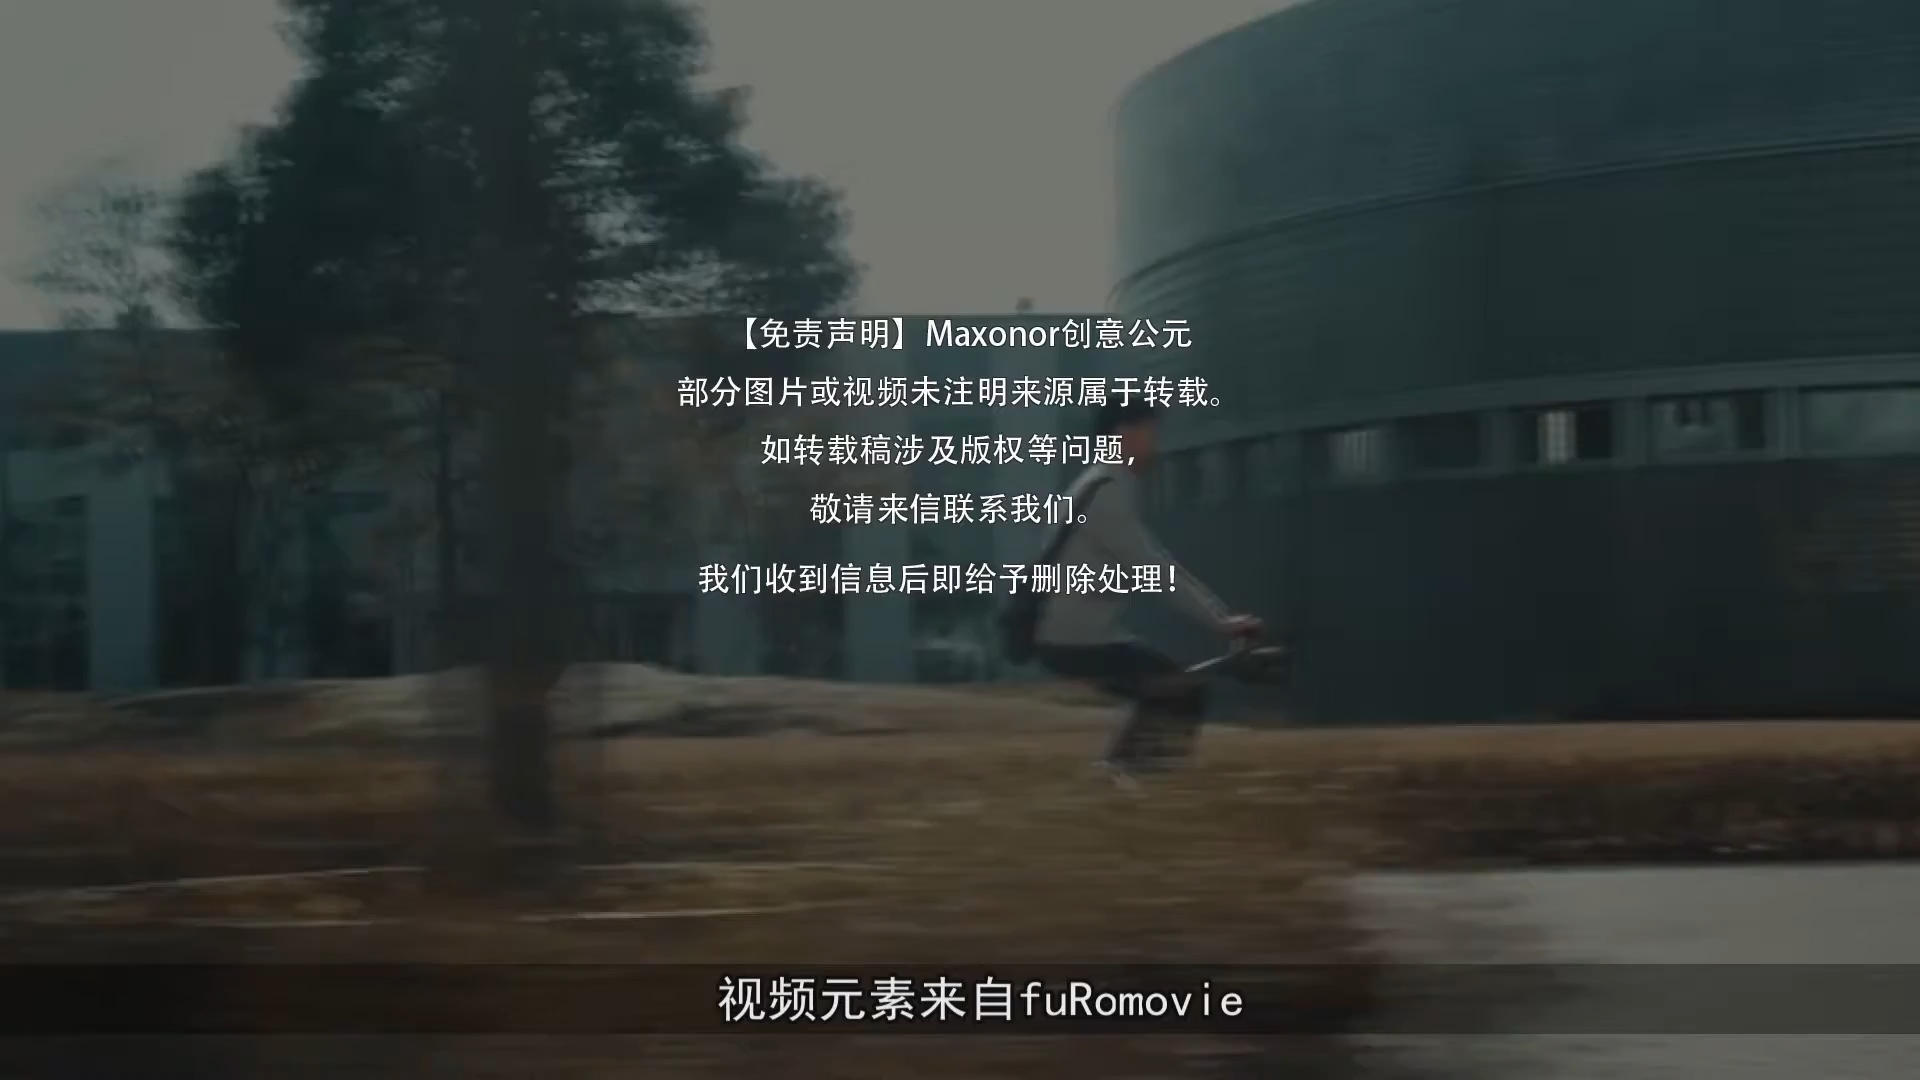 【免责声明】Maxonor创意公元
部分图片或视频未注明来源属于转载。
如转载稿涉及版权等问题，
敬请来信联系我们。
我们收到信息后即给予删除处理！
视频元素来自fuRomovie